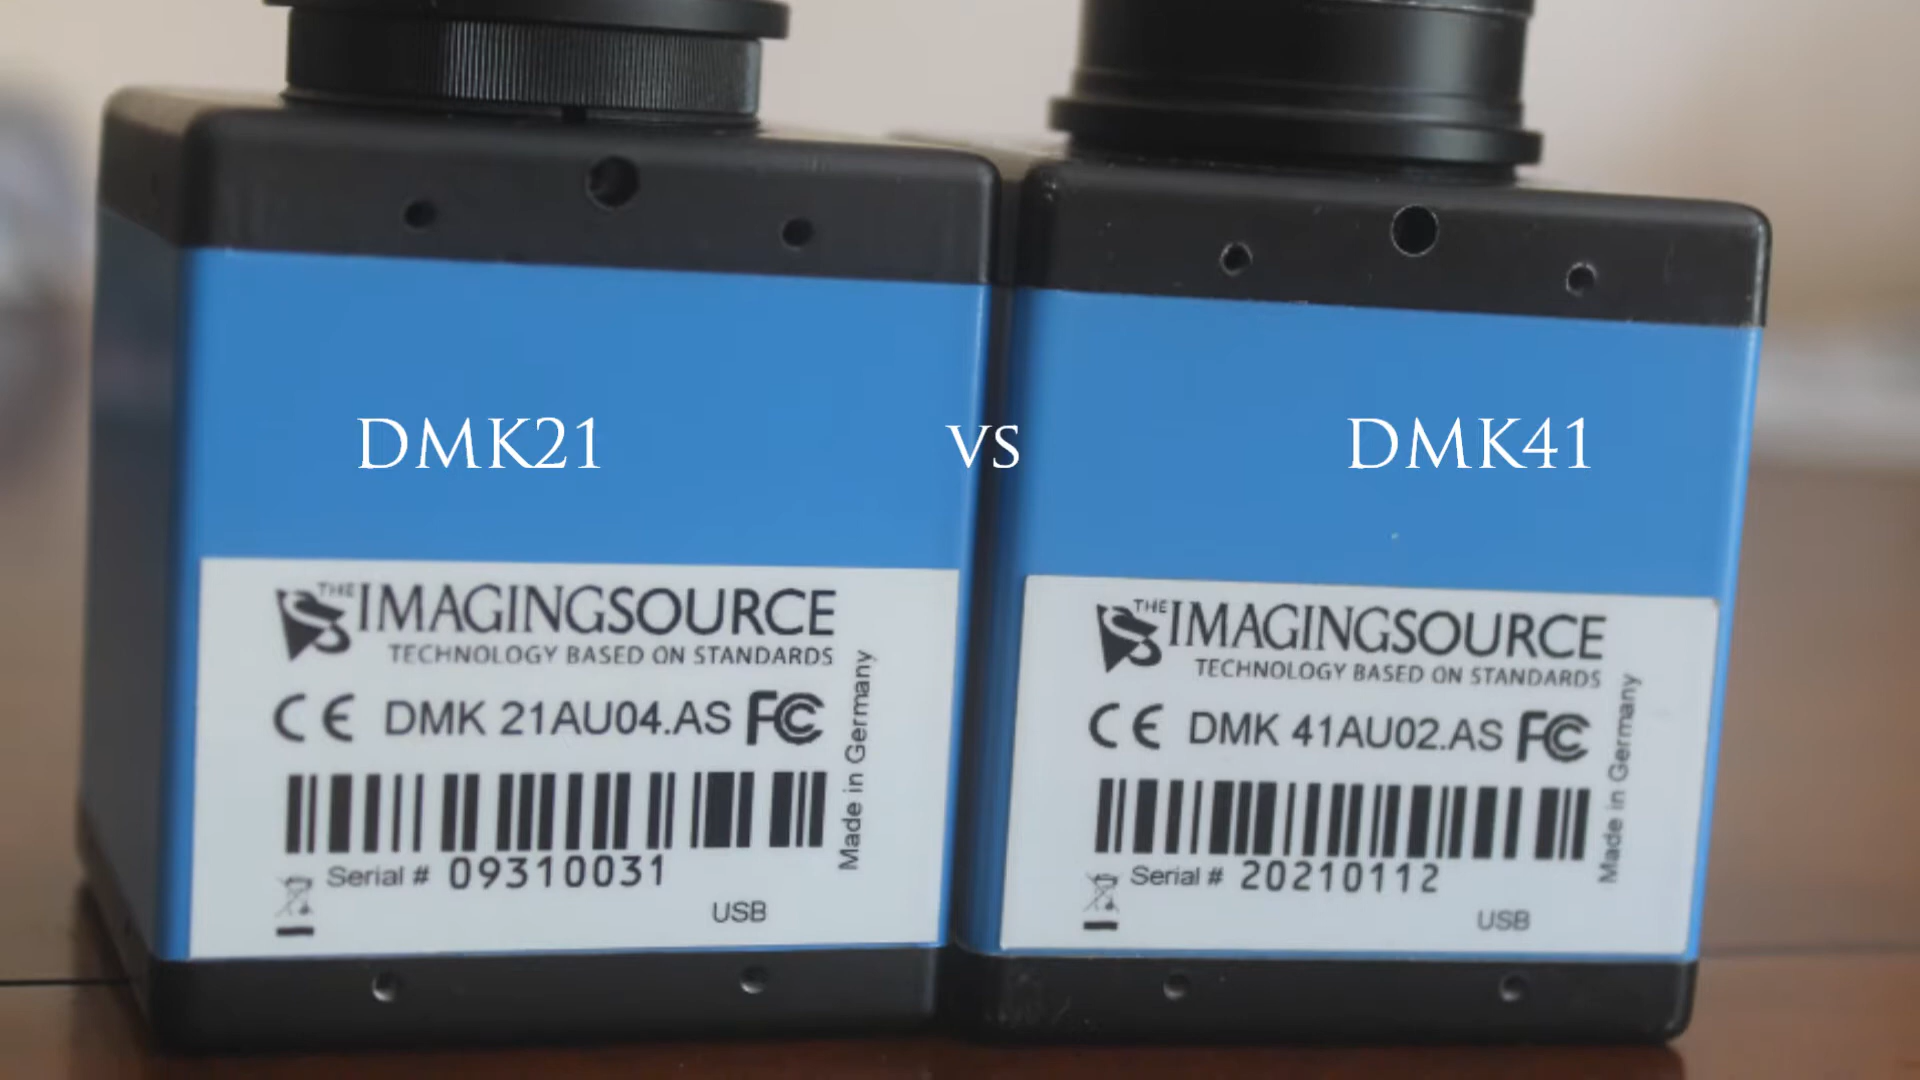 DMK21 VS DMK41
THE IMAGINGSOURCE
TECHNOLOGY BASED ON STANDARDS
CE DMK 21AU04.AS FC
Made in Germany
Serial # 09310031
USB
THE IMAGINGSOURCE
TECHNOLOGY BASED ON STANDARDS
CE DMK 41AU02.AS FC
Made in Germany
Serial # 20210112
USB